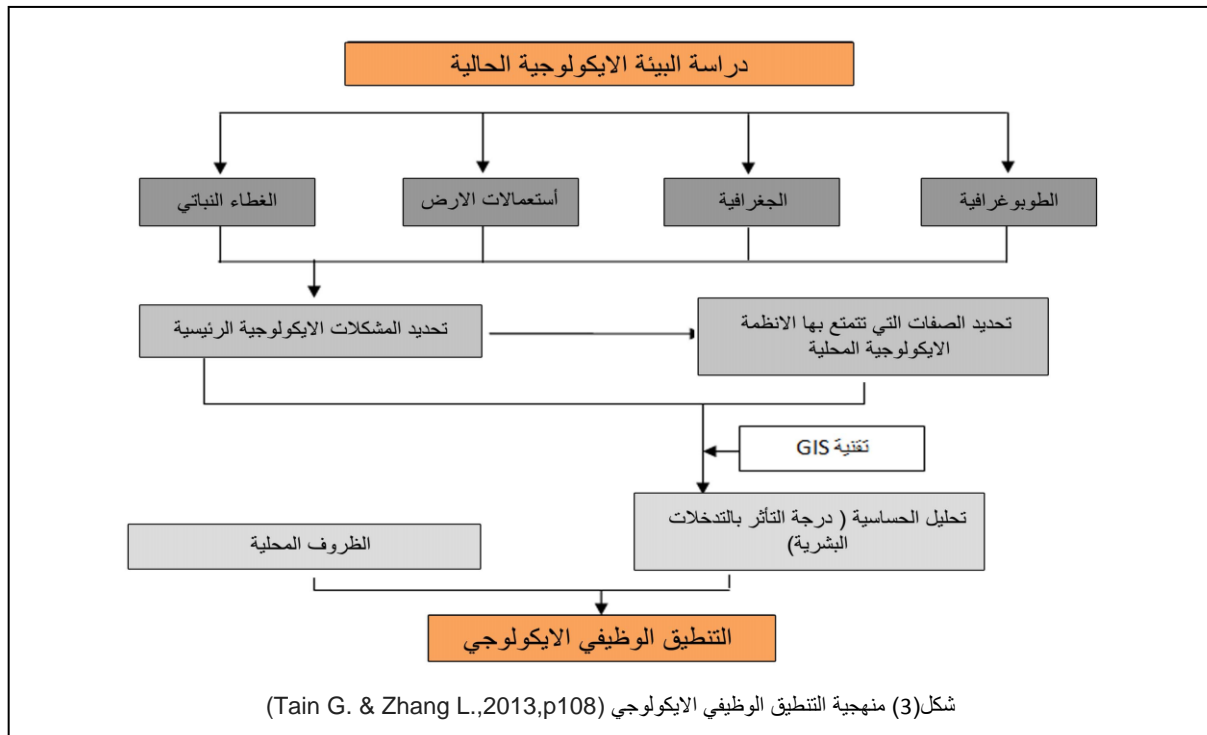 دراسة البيئة الايكولوجية الحالية
الطوبوغرافية
الجغرافية
أستعمالات الارض
الغطاء النباتي
تحديد المشكلات الايكولوجية الرئيسية
تحديد الصفات التي تتمتع بها الانظمة
الايكولوجية المحلية
تقنية GIS
تحليل الحساسية ( درجة التأثر بالتدخلات
البشرية)
الظروف المحلية
التنطيق الوظيفي الايكولوجي
شكل(3) منهجية التنطيق الوظيفي الايكولوجي (Tain G. & Zhang L.,2013,p108)